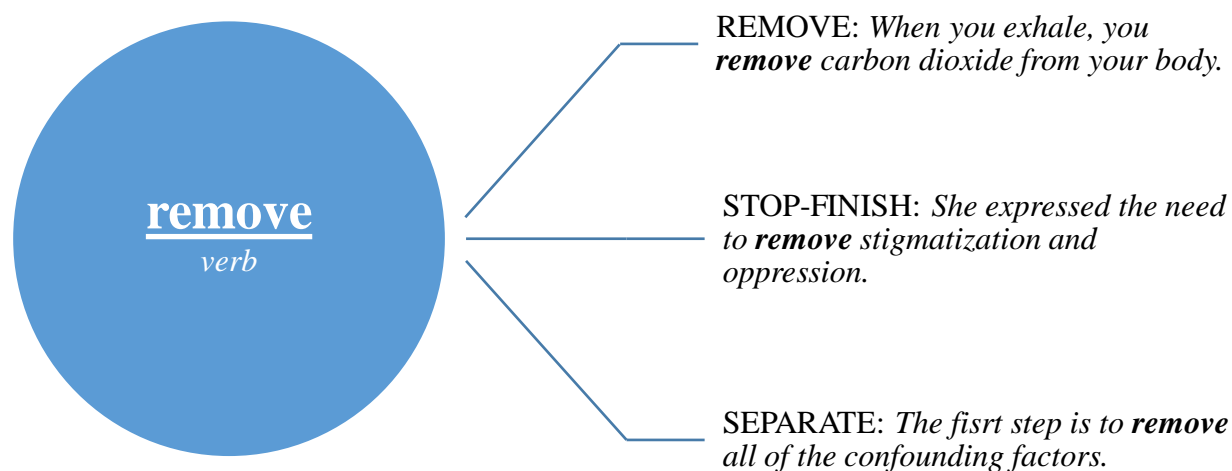 remove
verb
REMOVE: When you exhale, you
remove carbon dioxide from your body.
STOP-FINISH: She expressed the need
to remove stigmatization and
oppression.
SEPARATE: The fisrt step is to remove
all of the confounding factors.